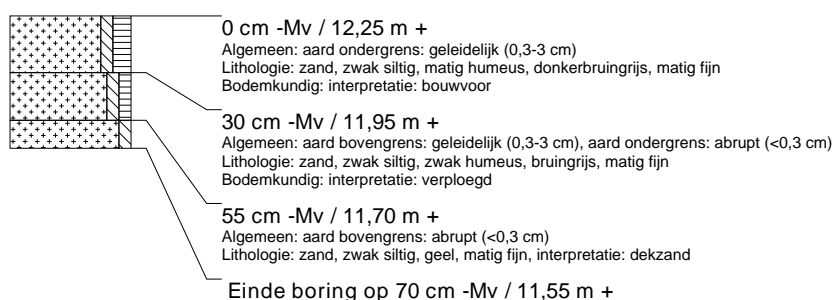 0 cm -Mv / 12,25 m +
Algemeen: aard ondergrens: geleidelijk (0,3-3 cm)
Lithologie: zand, zwak siltig, matig humeus, donkerbruingrijs, matig fijn
Bodemkundig: interpretatie: bouwvoor
30 cm -Mv / 11,95 m +
Algemeen: aard bovengrens: geleidelijk (0,3-3 cm), aard ondergrens: abrupt (<0,3 cm)
Lithologie: zand, zwak siltig, zwak humeus, bruingrijs, matig fijn
Bodemkundig: interpretatie: verploegd
55 cm -Mv / 11,70 m +
Algemeen: aard bovengrens: abrupt (<0,3 cm)
Lithologie: zand, zwak siltig, geel, matig fijn, interpretatie: dekzand
Einde boring op 70 cm -Mv / 11,55 m +